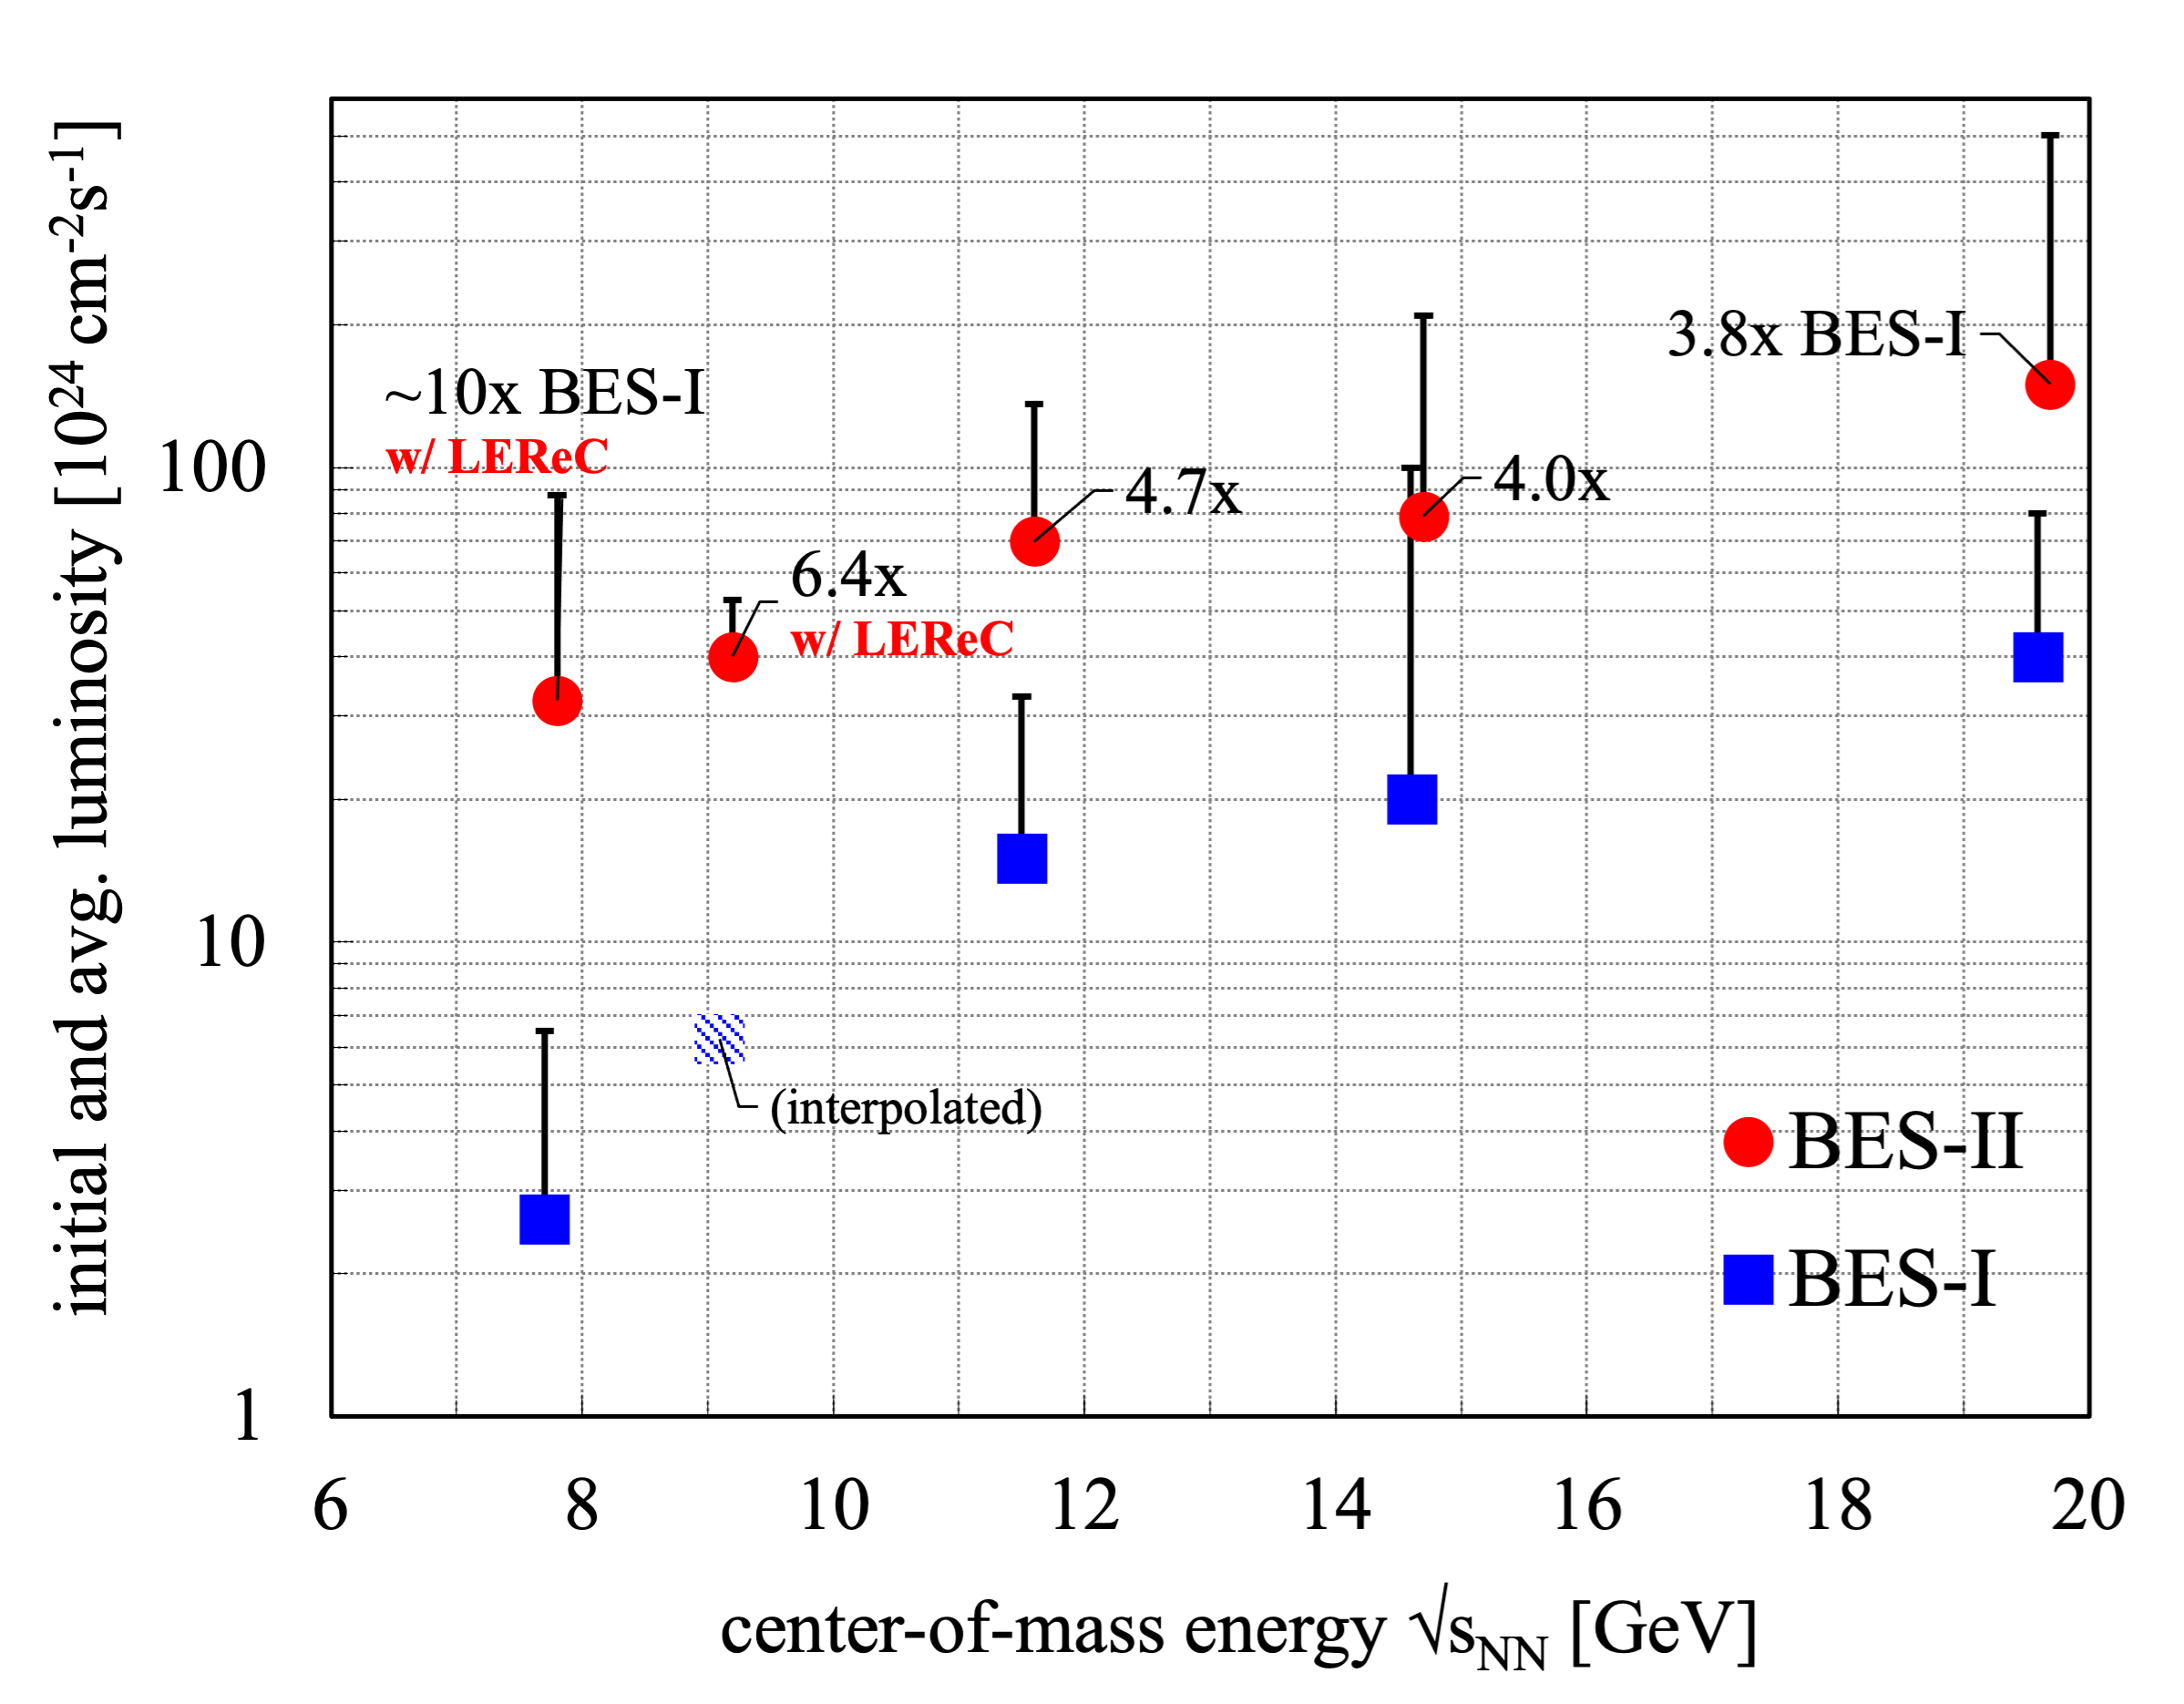 initial and avg. luminosity [10²⁴ cm⁻²s⁻¹]
100
10
1
~10x BES-I
w/ LEReC
6.4x
w/ LEReC
4.7x
4.0x
3.8x BES-I
(interpolated)
BES-II
BES-I
6 8 10 12 14 16 18 20
center-of-mass energy √s_NN [GeV]